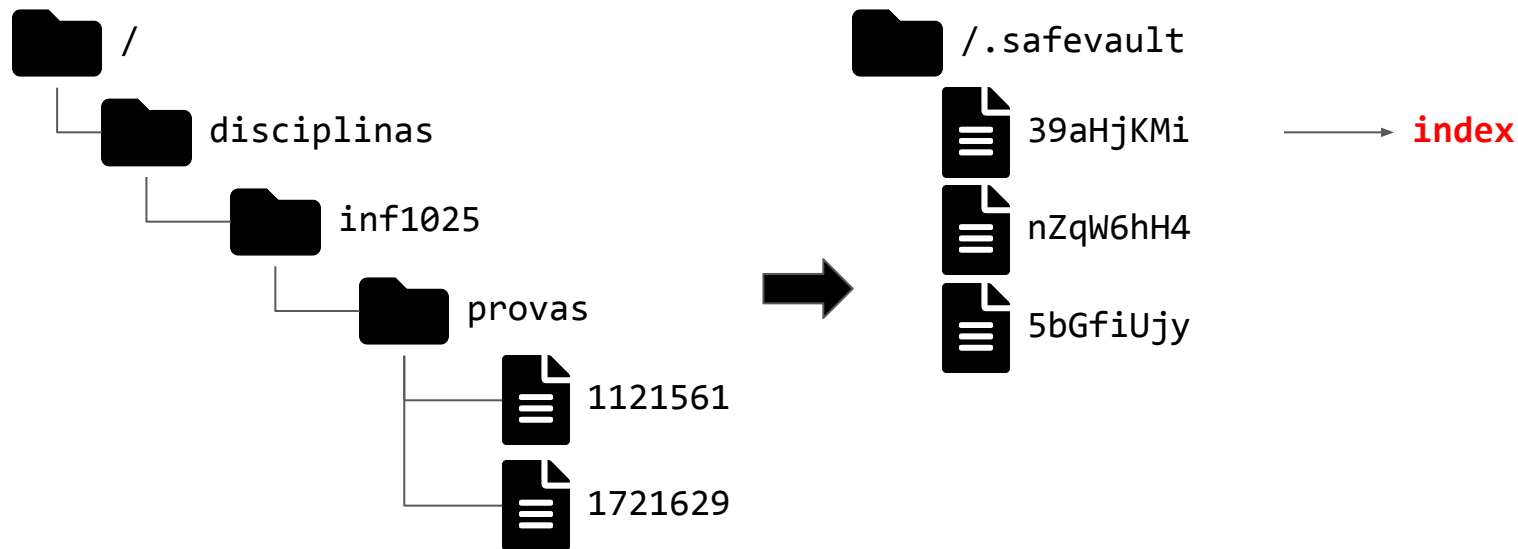 /
disciplinas
inf1025
provas
1121561
1721629
/.safevault
39aHjKMi
index
nZqW6hH4
5bGfiUjy